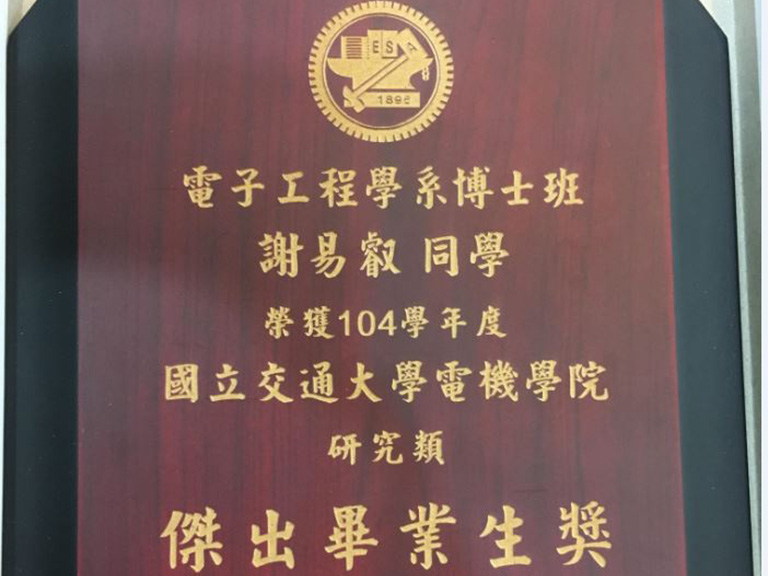 ESA
1896
電子工程學系博士班
謝易叡 同學
榮獲104學年度
國立交通大學電機學院
研究類
傑出畢業生獎